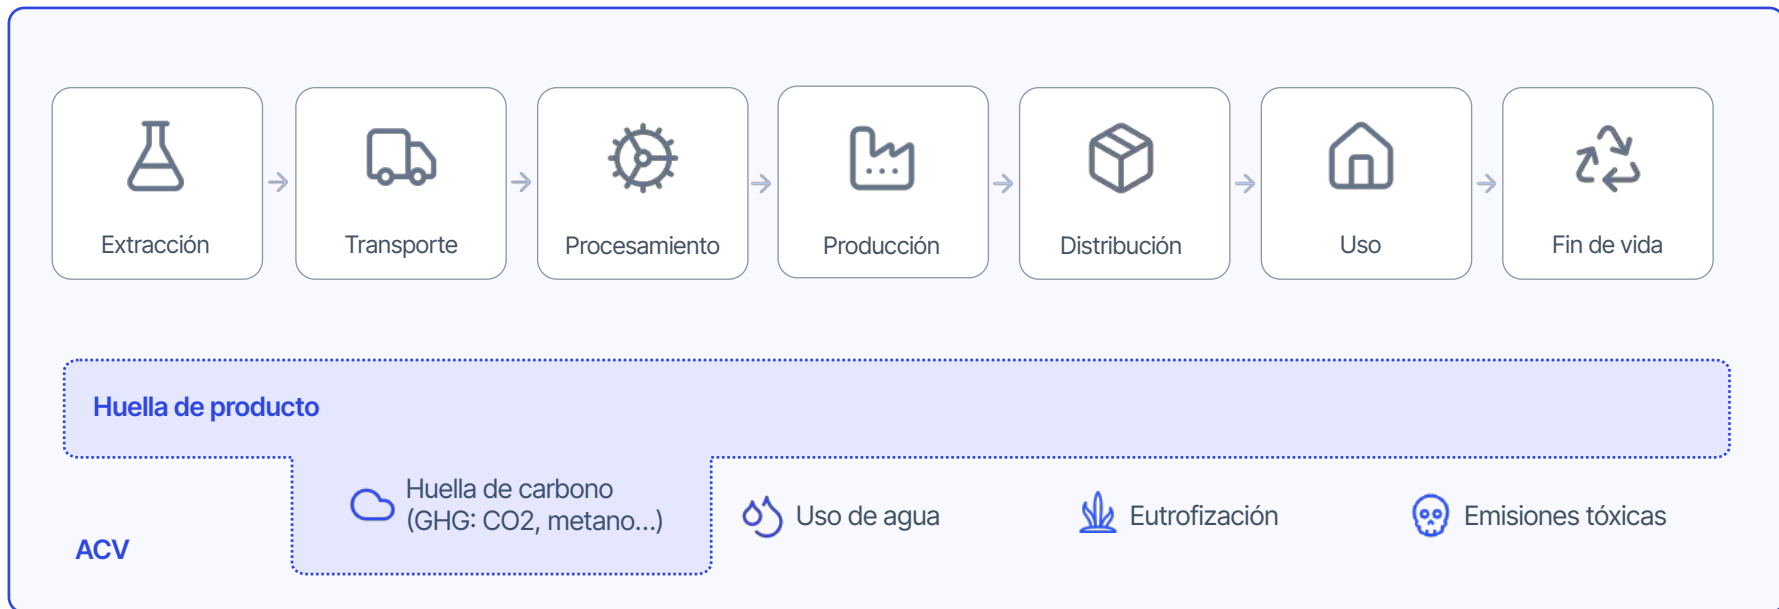 Extracción
Transporte
Procesamiento
Producción
Distribución
Uso
Fin de vida
Huella de producto
Huella de carbono
(GHG: CO2, metano...)
Uso de agua
Eutrofización
Emisiones tóxicas
ACV